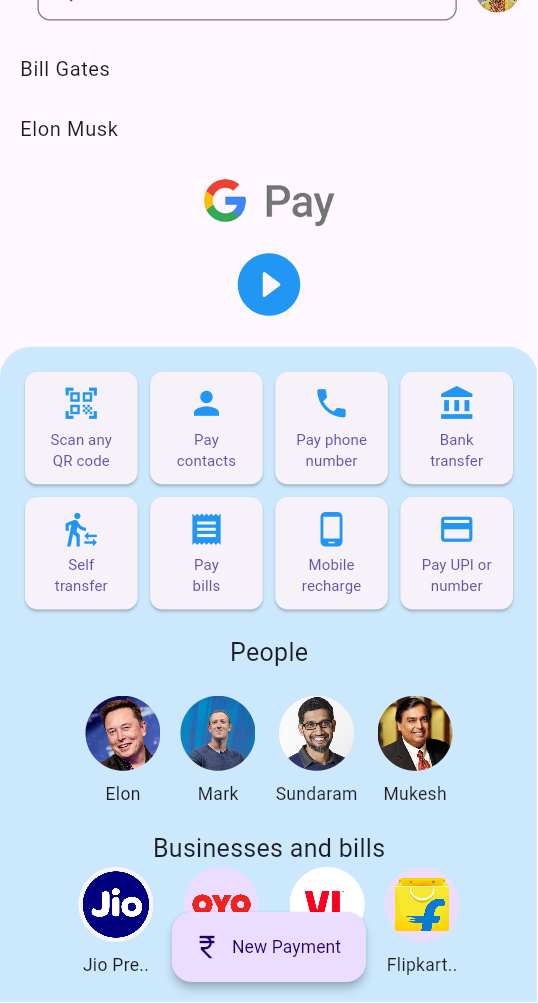 Bill Gates
Elon Musk
G Pay
Scan any
QR code
Pay
contacts
Pay phone
number
Bank
transfer
Self
transfer
Pay
bills
Mobile
recharge
Pay UPI or
number
People
Elon
Mark
Sundaram
Mukesh
Businesses and bills
Jio
OYO
VI
f
Jio Pre..
₹ New Payment
Flipkart..